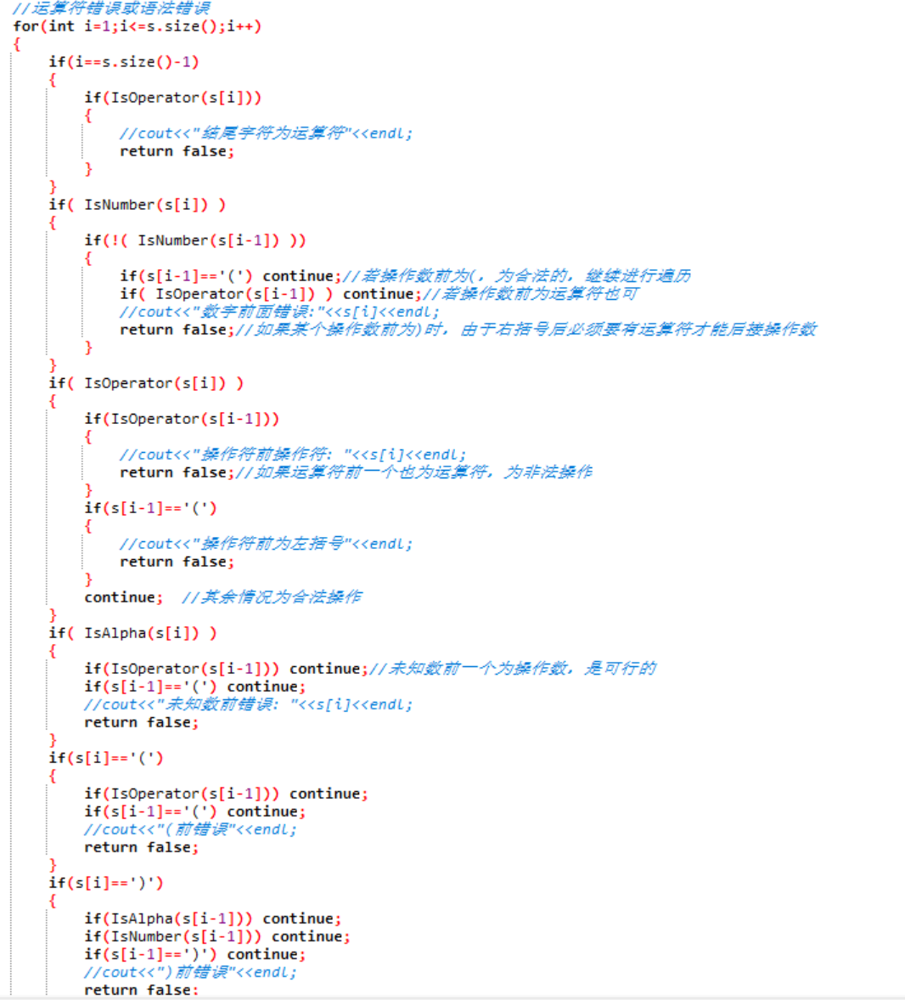 //运算符错误或语法错误
for(int i=1;i<=s.size();i++)
{
    if(i==s.size()-1)
    {
        if(IsOperator(s[i]))
        {
            //cout<<"结尾字符为运算符"<<endl;
            return false;
        }
    }
    if( IsNumber(s[i]) )
    {
        if(!( IsNumber(s[i-1]) ))
        {
            if(s[i-1]=='(') continue;//若操作数前为(，为合法的，继续进行遍历
            if( IsOperator(s[i-1]) ) continue;//若操作数前为运算符也可
            //cout<<"数字前面错误:"<<s[i]<<endl;
            return false;//如果某个操作数前为)时，由于右括号后必须要有运算符才能后接操作数
        }
    }
    if( IsOperator(s[i]) )
    {
        if(IsOperator(s[i-1]))
        {
            //cout<<"操作符前操作符: "<<s[i]<<endl;
            return false;//如果运算符前一个也为运算符，为非法操作
        }
        if(s[i-1]=='(')
        {
            //cout<<"操作符前为左括号"<<endl;
            return false;
        }
        continue;  //其余情况为合法操作
    }
    if( IsAlpha(s[i]) )
    {
        if(IsOperator(s[i-1])) continue;//未知数前一个为操作数，是可行的
        if(s[i-1]=='(') continue;
        //cout<<"未知数前错误: "<<s[i]<<endl;
        return false;
    }
    if(s[i]=='(')
    {
        if(IsOperator(s[i-1])) continue;
        if(s[i-1]=='(') continue;
        //cout<<"(前错误"<<endl;
        return false;
    }
    if(s[i]==')')
    {
        if(IsAlpha(s[i-1])) continue;
        if(IsNumber(s[i-1])) continue;
        if(s[i-1]==')') continue;
        //cout<<")前错误"<<endl;
        return false;